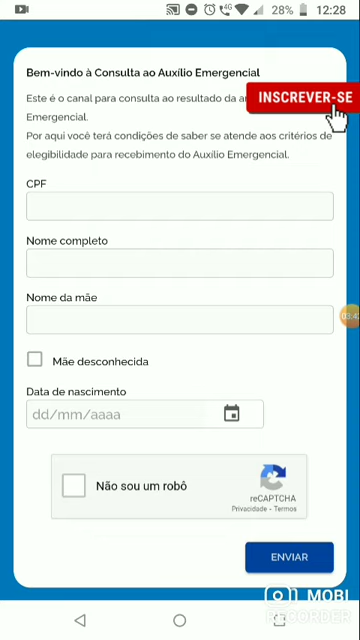 4G 28% 12:28
Bem-vindo à Consulta ao Auxílio Emergencial
Este é o canal para consulta ao resultado da
INSCREVER-SE
Emergencial.
Por aqui você terá condições de saber se atende aos critérios de
elegibilidade para recebimento do Auxílio Emergencial.
CPF
Nome completo
Nome da mãe
03:42
Mãe desconhecida
Data de nascimento
dd/mm/aaaa
Não sou um robô
reCAPTCHA
Privacidade - Termos
ENVIAR
MOBI
RECORDER